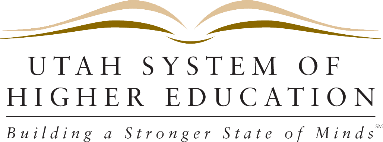 UTAH SYSTEM OF
HIGHER EDUCATION
Building a Stronger State of Minds